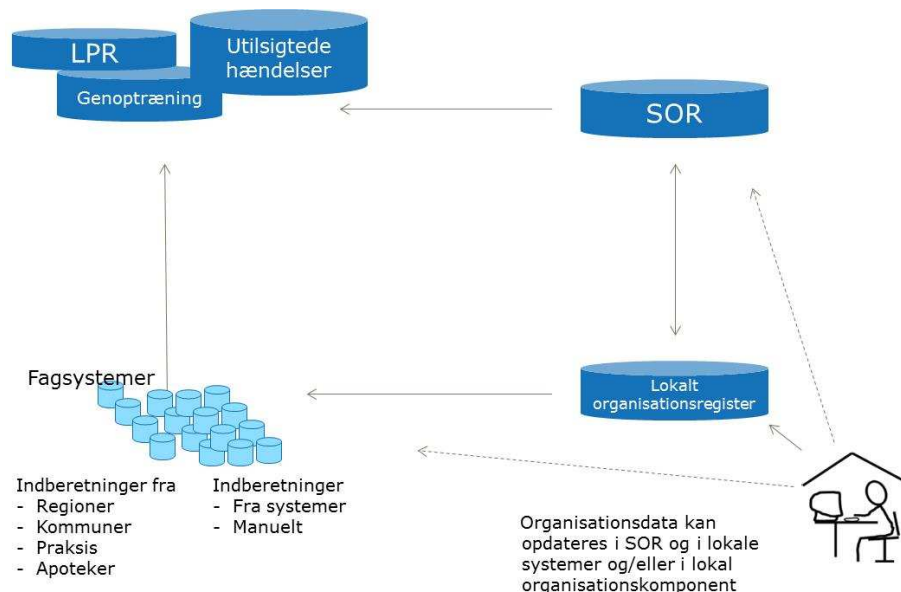 LPR
Utilsigtede
hændelser
Genoptræning
SOR
Fagsystemer
Lokalt
organisationsregister
Indberetninger fra
- Regioner
- Kommuner
- Praksis
- Apoteker
Indberetninger
- Fra systemer
- Manuelt
Organisationsdata kan
opdateres i SOR og i lokale
systemer og/eller i lokal
organisationskomponent